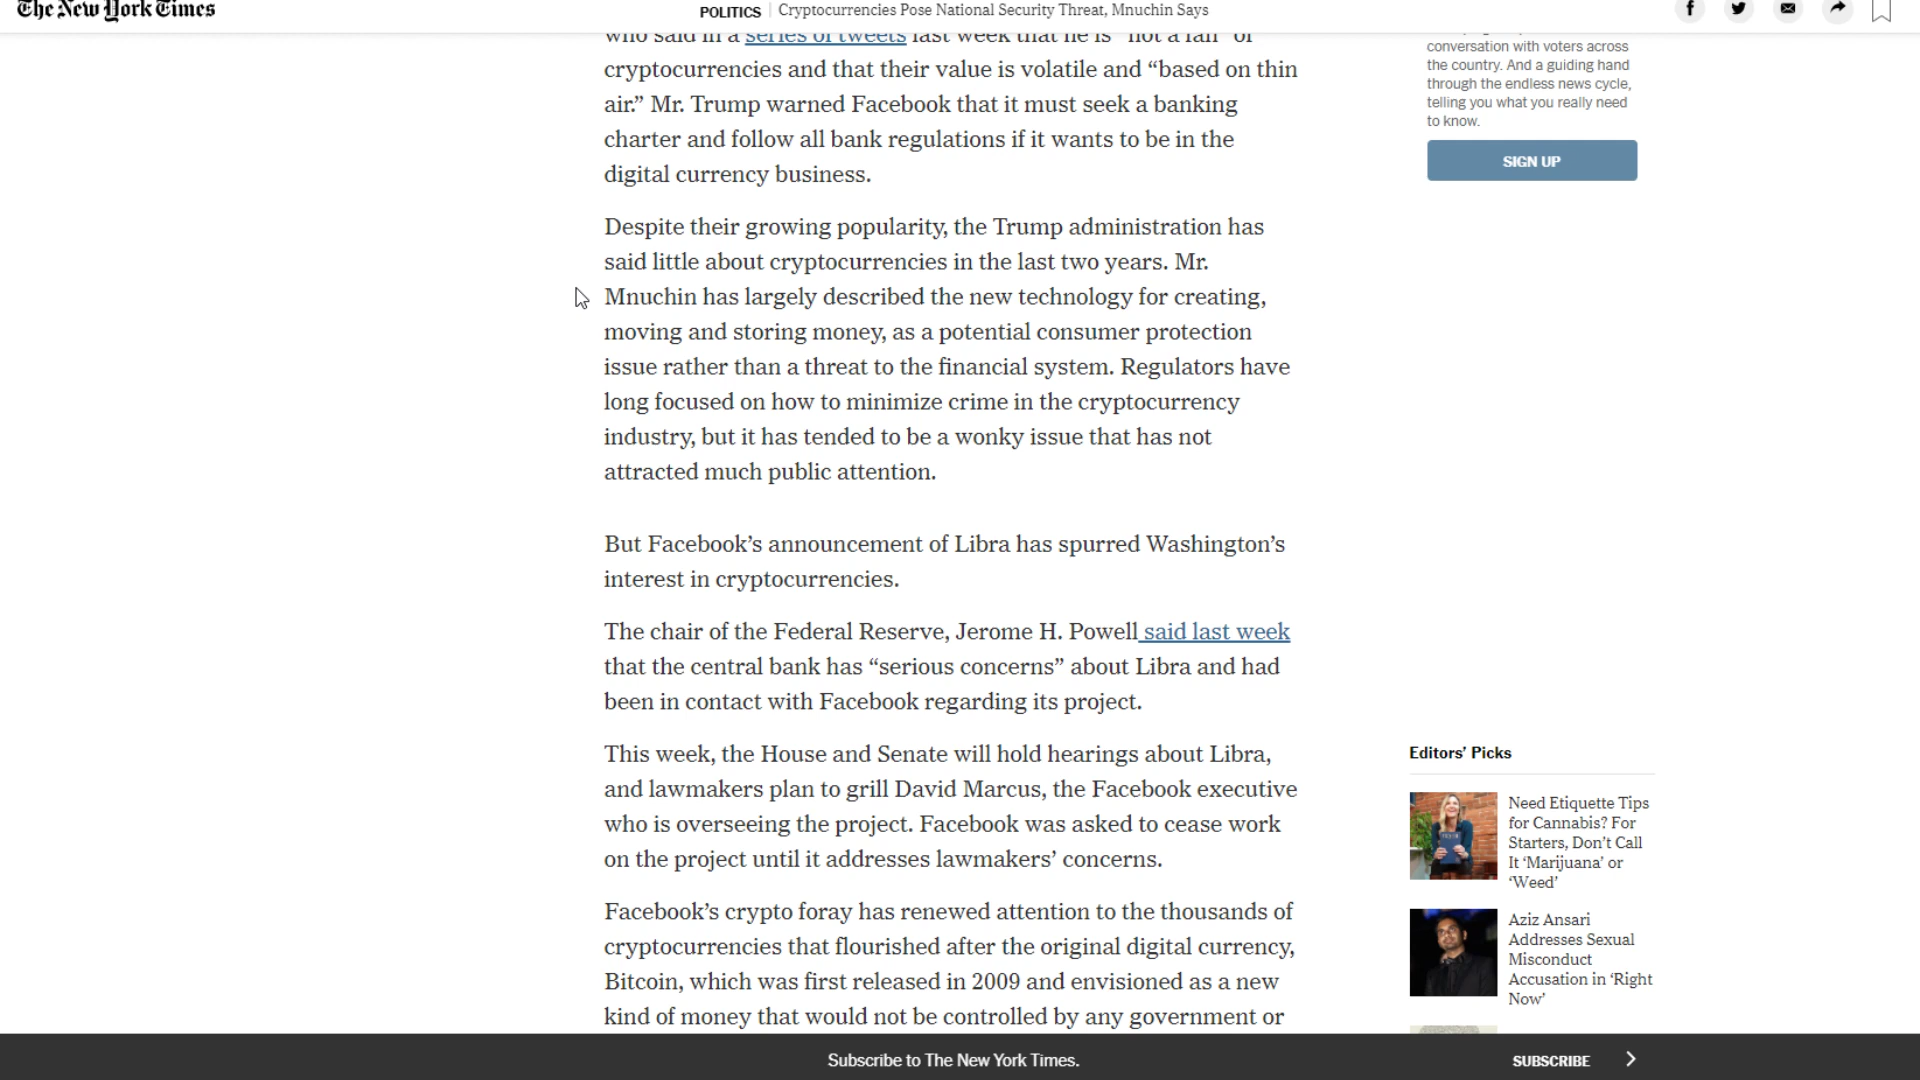 The New York Times
POLITICS | Cryptocurrencies Pose National Security Threat, Mnuchin Says
who said in a series of tweets last week that he is “not a fan” of
cryptocurrencies and that their value is volatile and “based on thin
air.” Mr. Trump warned Facebook that it must seek a banking
charter and follow all bank regulations if it wants to be in the
digital currency business.
Despite their growing popularity, the Trump administration has
said little about cryptocurrencies in the last two years. Mr.
Mnuchin has largely described the new technology for creating,
moving and storing money, as a potential consumer protection
issue rather than a threat to the financial system. Regulators have
long focused on how to minimize crime in the cryptocurrency
industry, but it has tended to be a wonky issue that has not
attracted much public attention.
But Facebook’s announcement of Libra has spurred Washington’s
interest in cryptocurrencies.
The chair of the Federal Reserve, Jerome H. Powell said last week
that the central bank has “serious concerns” about Libra and had
been in contact with Facebook regarding its project.
This week, the House and Senate will hold hearings about Libra,
and lawmakers plan to grill David Marcus, the Facebook executive
who is overseeing the project. Facebook was asked to cease work
on the project until it addresses lawmakers’ concerns.
Facebook’s crypto foray has renewed attention to the thousands of
cryptocurrencies that flourished after the original digital currency,
Bitcoin, which was first released in 2009 and envisioned as a new
kind of money that would not be controlled by any government or
conversation with voters across
the country. And a guiding hand
through the endless news cycle,
telling you what you really need
to know.
SIGN UP
Editors’ Picks
Need Etiquette Tips
for Cannabis? For
Starters, Don’t Call
It ‘Marijuana’ or
‘Weed’
Aziz Ansari
Addresses Sexual
Misconduct
Accusation in ‘Right
Now’
Subscribe to The New York Times.
SUBSCRIBE